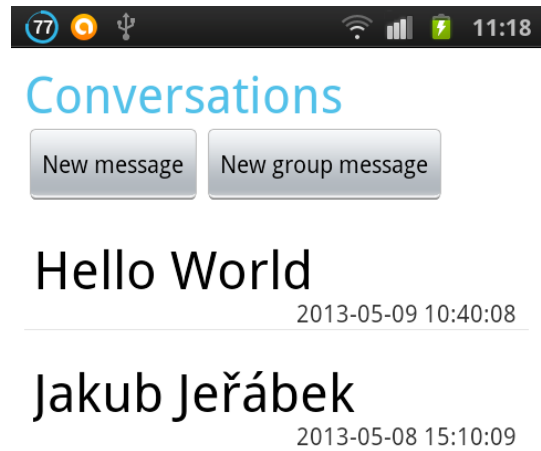 77 11:18
Conversations
New message New group message
Hello World
2013-05-09 10:40:08
Jakub Jeřábek
2013-05-08 15:10:09